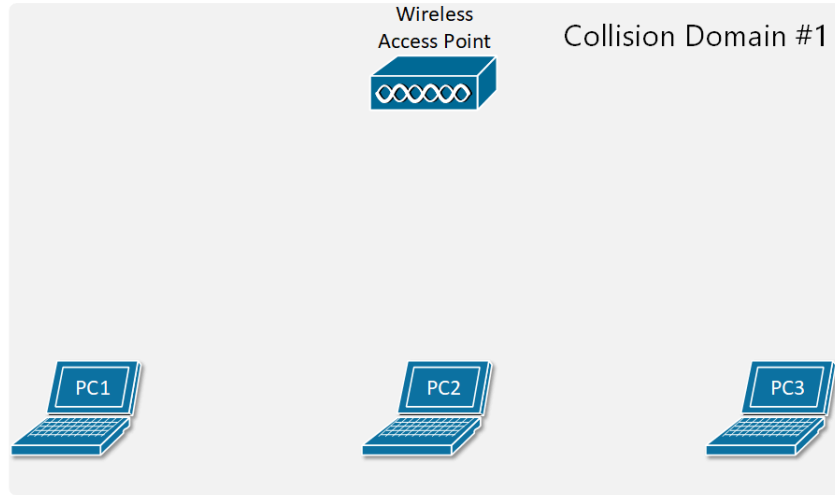 Wireless
Access Point
Collision Domain #1
PC1
PC2
PC3